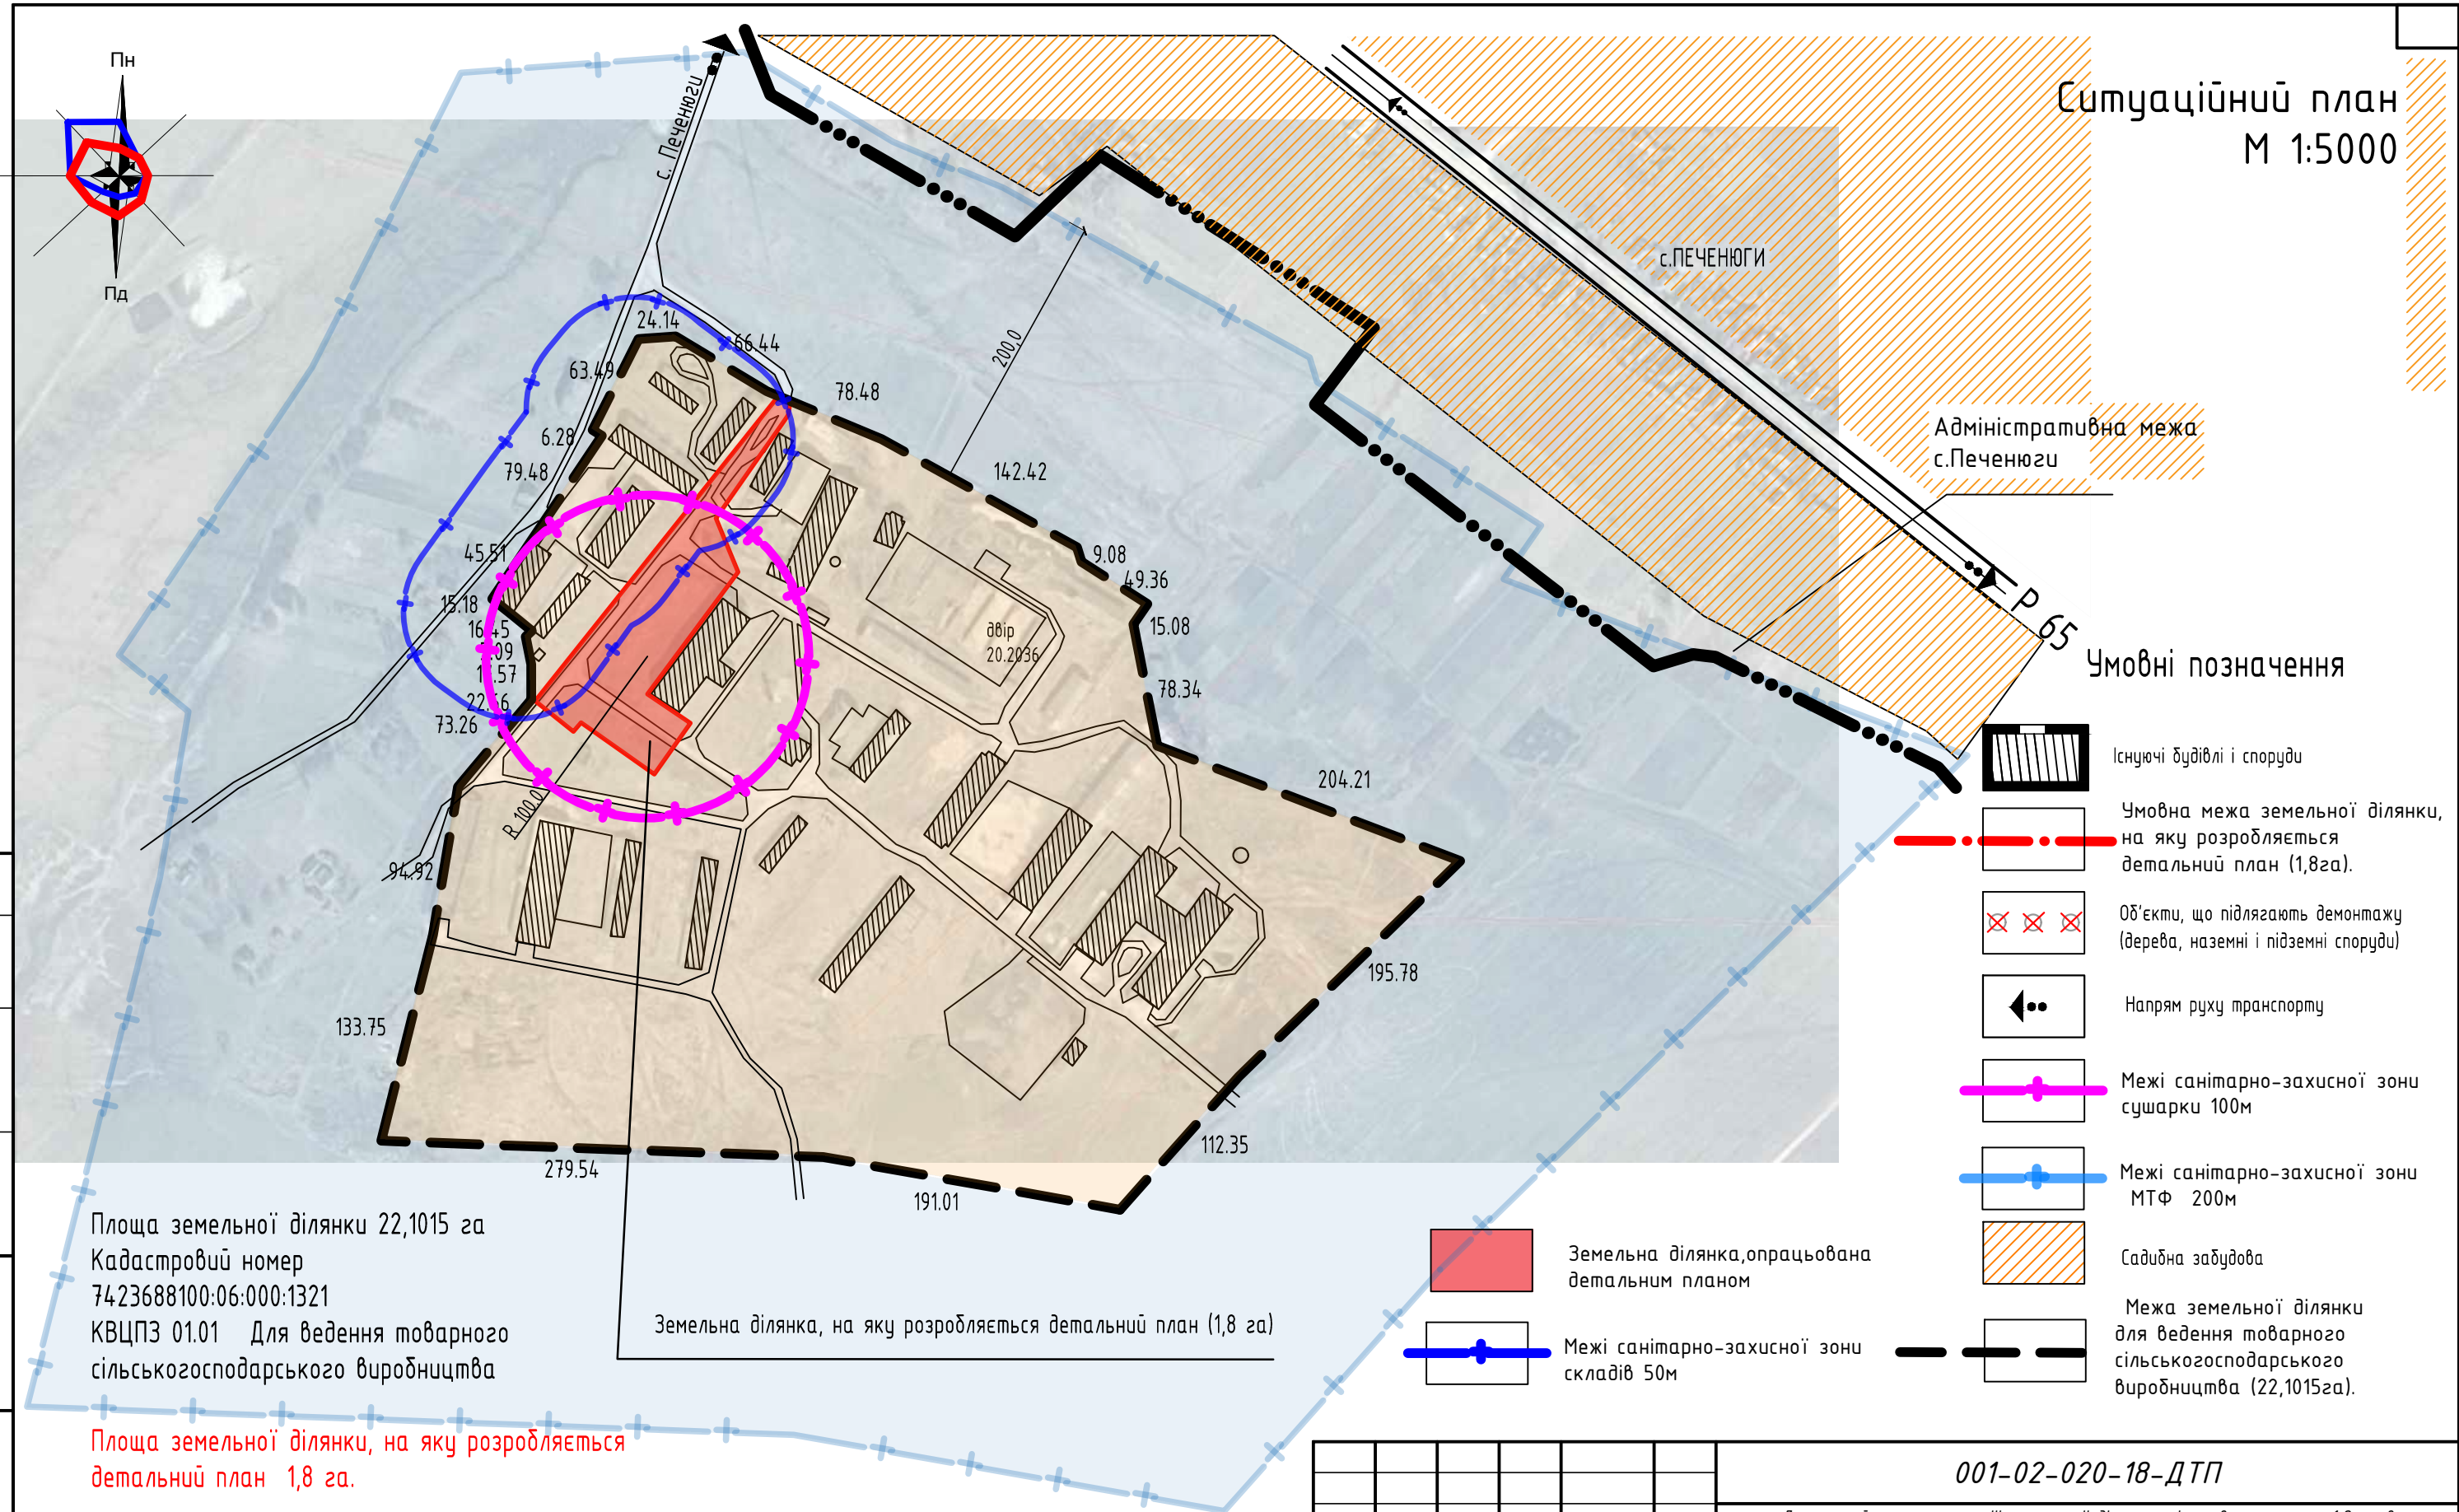 Пн
Пд
Ситуаційний план
М 1:5000
с. Печенюги
с.ПЕЧЕНЮГИ
Адміністративна межа
с.Печенюги
Р 65
200,0
24.14
66.44
63.49
78.48
6.28
79.48
142.42
45.51
9.08
49.36
15.18
15.08
16.45
22.56
73.26
78.34
двір
20.2036
R 100.0
204.21
94.92
195.78
133.75
112.35
279.54
191.01
Умовні позначення
Існуючі будівлі і споруди
Умовна межа земельної ділянки,
на яку розробляється
детальний план (1,8га).
Об'єкти, що підлягають демонтажу
(дерева, наземні і підземні споруди)
Напрям руху транспорту
Межі санітарно-захисної зони
сушарки 100м
Межі санітарно-захисної зони
МТФ 200м
Садибна забудова
Межа земельної ділянки
для ведення товарного
сільськогосподарського
виробництва (22,1015га).
Земельна ділянка,опрацьована
детальним планом
Межі санітарно-захисної зони
складів 50м
Площа земельної ділянки 22,1015 га
Кадастровий номер
7423688100:06:000:1321
КВЦПЗ 01.01 Для ведення товарного
сільськогосподарського виробництва
Земельна ділянка, на яку розробляється детальний план (1,8 га)
Площа земельної ділянки, на яку розробляється
детальний план 1,8 га.
001-02-020-18-ДТП